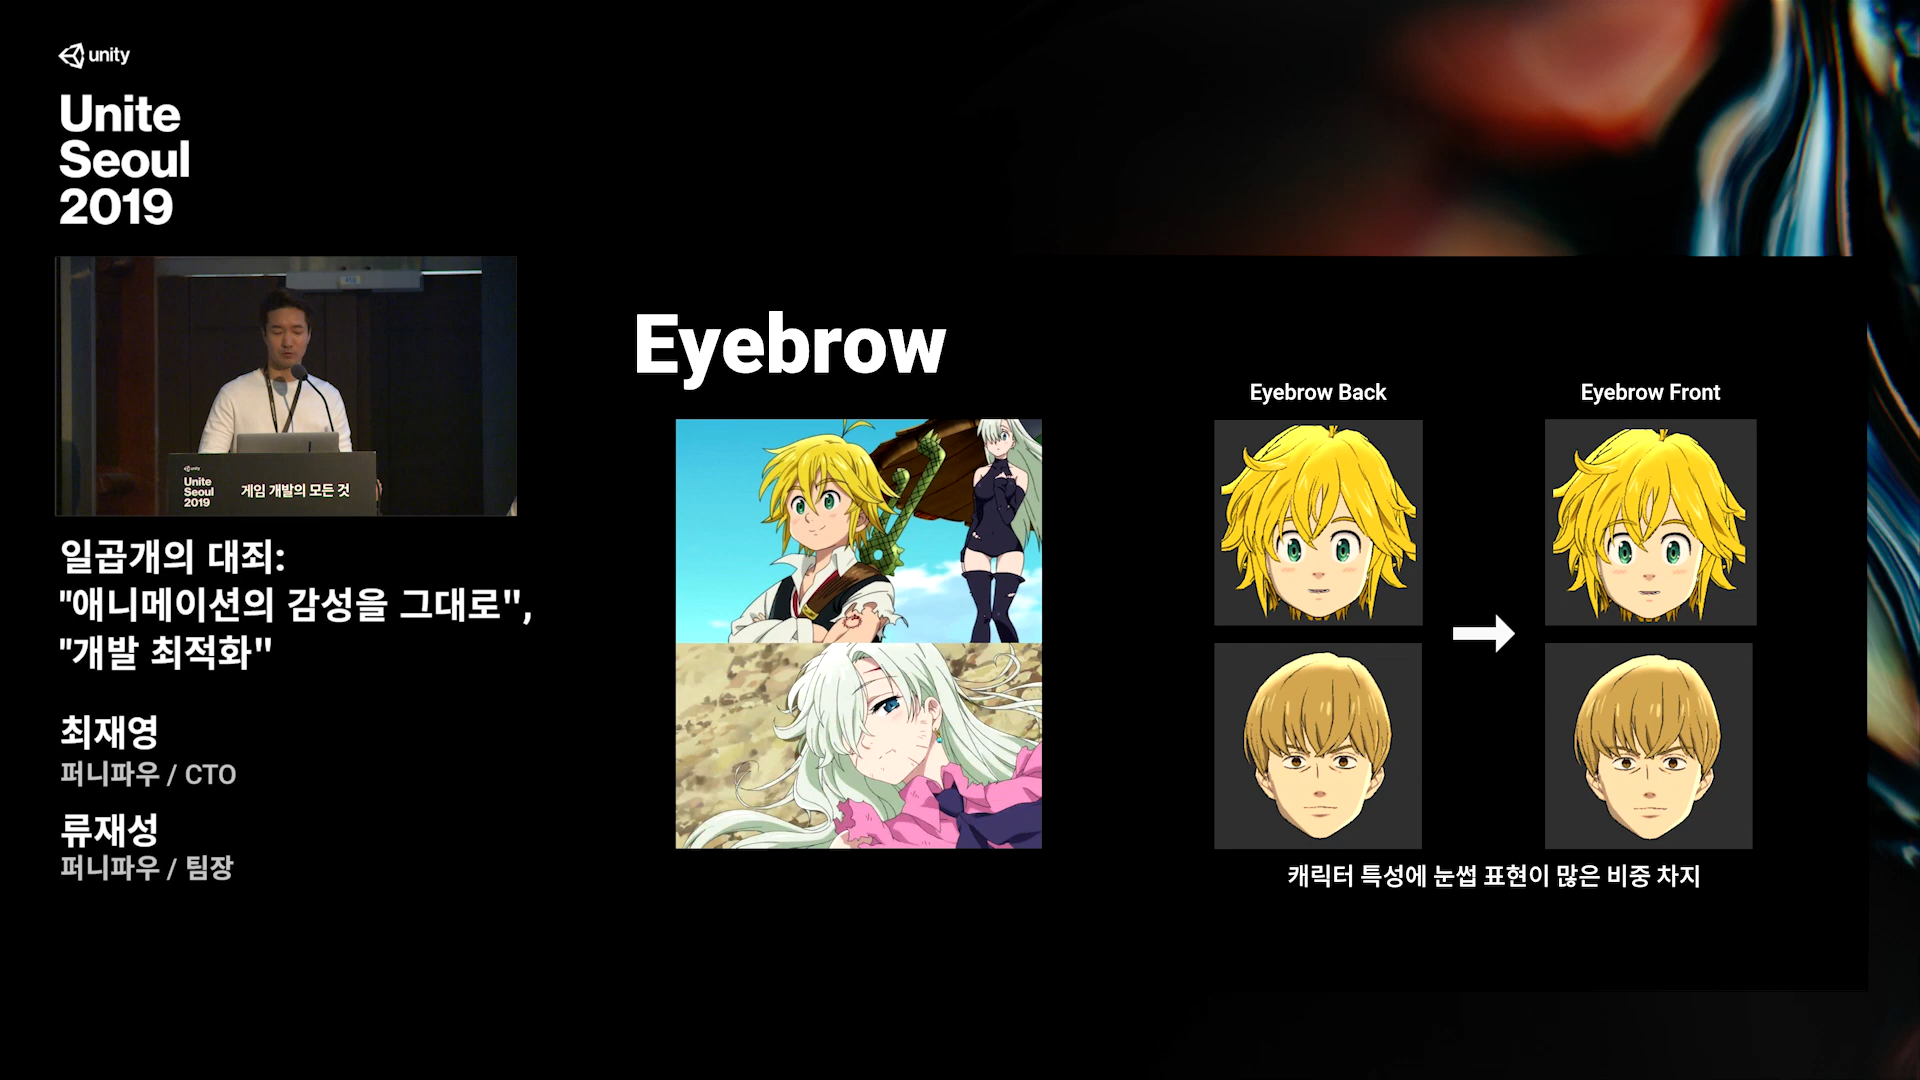 unity
Unite
Seoul
2019
unity
Unite
Seoul
2019
게임 개발의 모든 것
일곱개의 대죄:
"애니메이션의 감성을 그대로",
"개발 최적화"
최재영
퍼니파우 / CTO
류재성
퍼니파우 / 팀장
Eyebrow
Eyebrow Back
Eyebrow Front
캐릭터 특성에 눈썹 표현이 많은 비중 차지